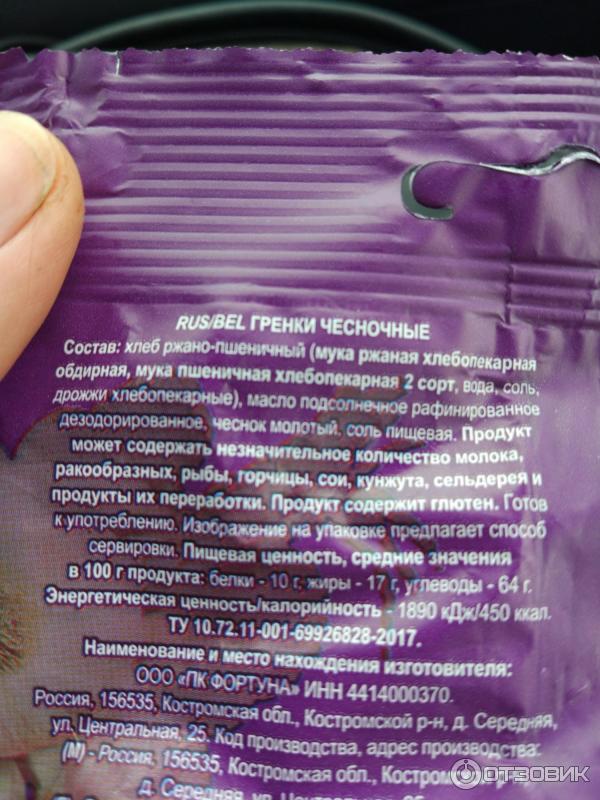 RUS/BEL ГРЕНКИ ЧЕСНОЧНЫЕ
Состав: хлеб ржано-пшеничный (мука ржаная хлебопекарная
обдирная, мука пшеничная хлебопекарная 2 сорт, вода, соль,
дрожжи хлебопекарные), масло подсолнечное рафинированное
дезодорированное, чеснок молотый, соль пищевая. Продукт
может содержать незначительное количество молока,
ракообразных, рыбы, горчицы, сои, кунжута, сельдерея и
продукты их переработки. Продукт содержит глютен. Готов
к употреблению. Изображение на упаковке предлагает способ
сервировки. Пищевая ценность, средние значения
в 100 г продукта: белки - 10 г, жиры - 17 г, углеводы - 64 г.
Энергетическая ценность/калорийность - 1890 кДж/450 ккал.
ТУ 10.72.11-001-69926828-2017.
Наименование и место нахождения изготовителя:
ООО «ПК ФОРТУНА» ИНН 4414000370.
Россия, 156535, Костромская обл., Костромской р-н, д. Середняя,
ул. Центральная, 25. Код производства, адрес производства:
(М) - Россия, 156535, Костромская обл., Костромской р-н,
д. Середняя, ул. Центральная, 25
ОТЗОВИК